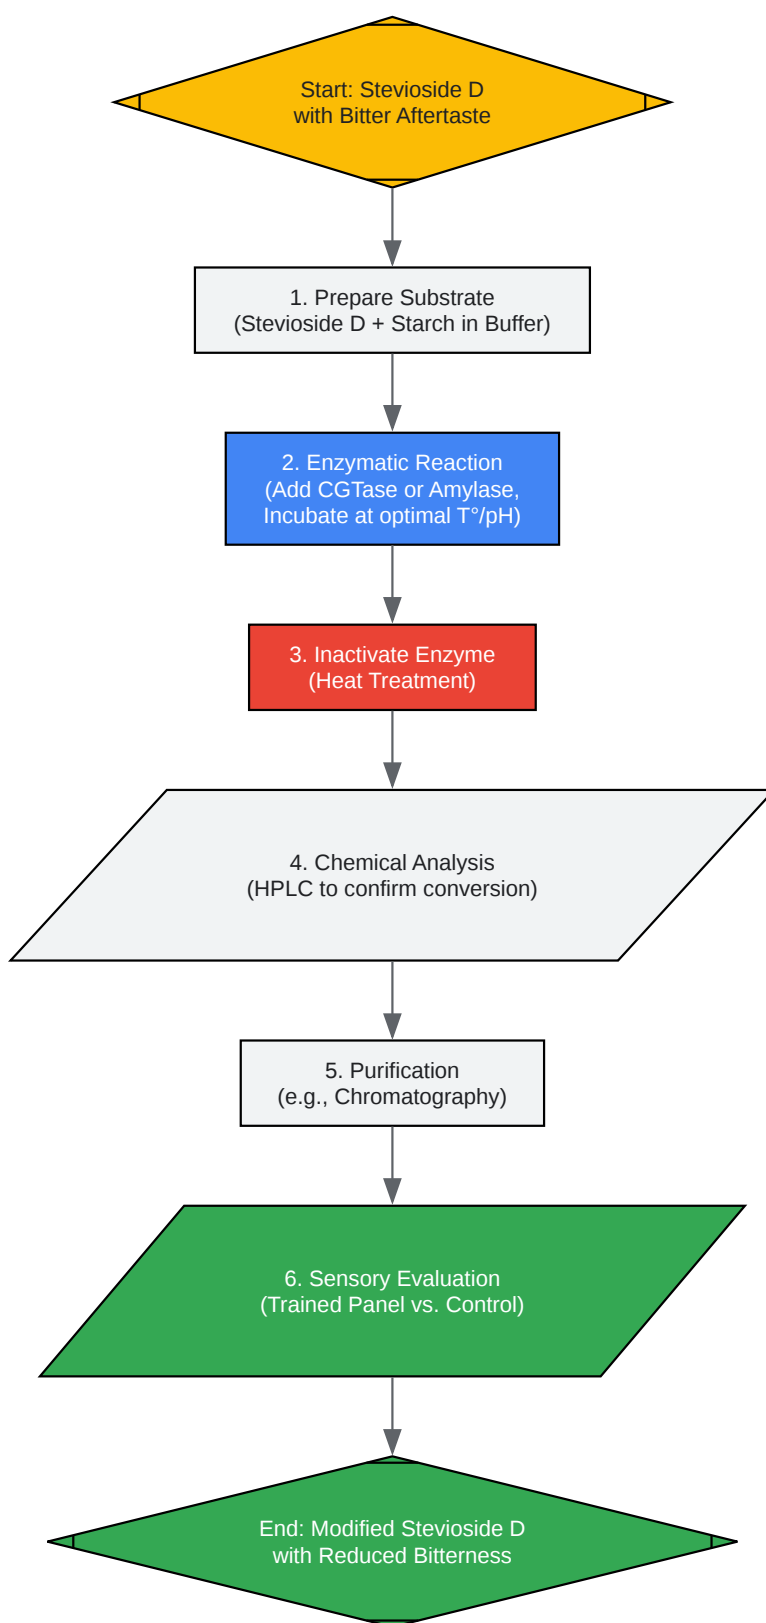 Start: Stevioside D
with Bitter Aftertaste
1. Prepare Substrate
(Stevioside D + Starch in Buffer)
2. Enzymatic Reaction
(Add CGTase or Amylase,
Incubate at optimal T°/pH)
3. Inactivate Enzyme
(Heat Treatment)
4. Chemical Analysis
(HPLC to confirm conversion)
5. Purification
(e.g., Chromatography)
6. Sensory Evaluation
(Trained Panel vs. Control)
End: Modified Stevioside D
with Reduced Bitterness